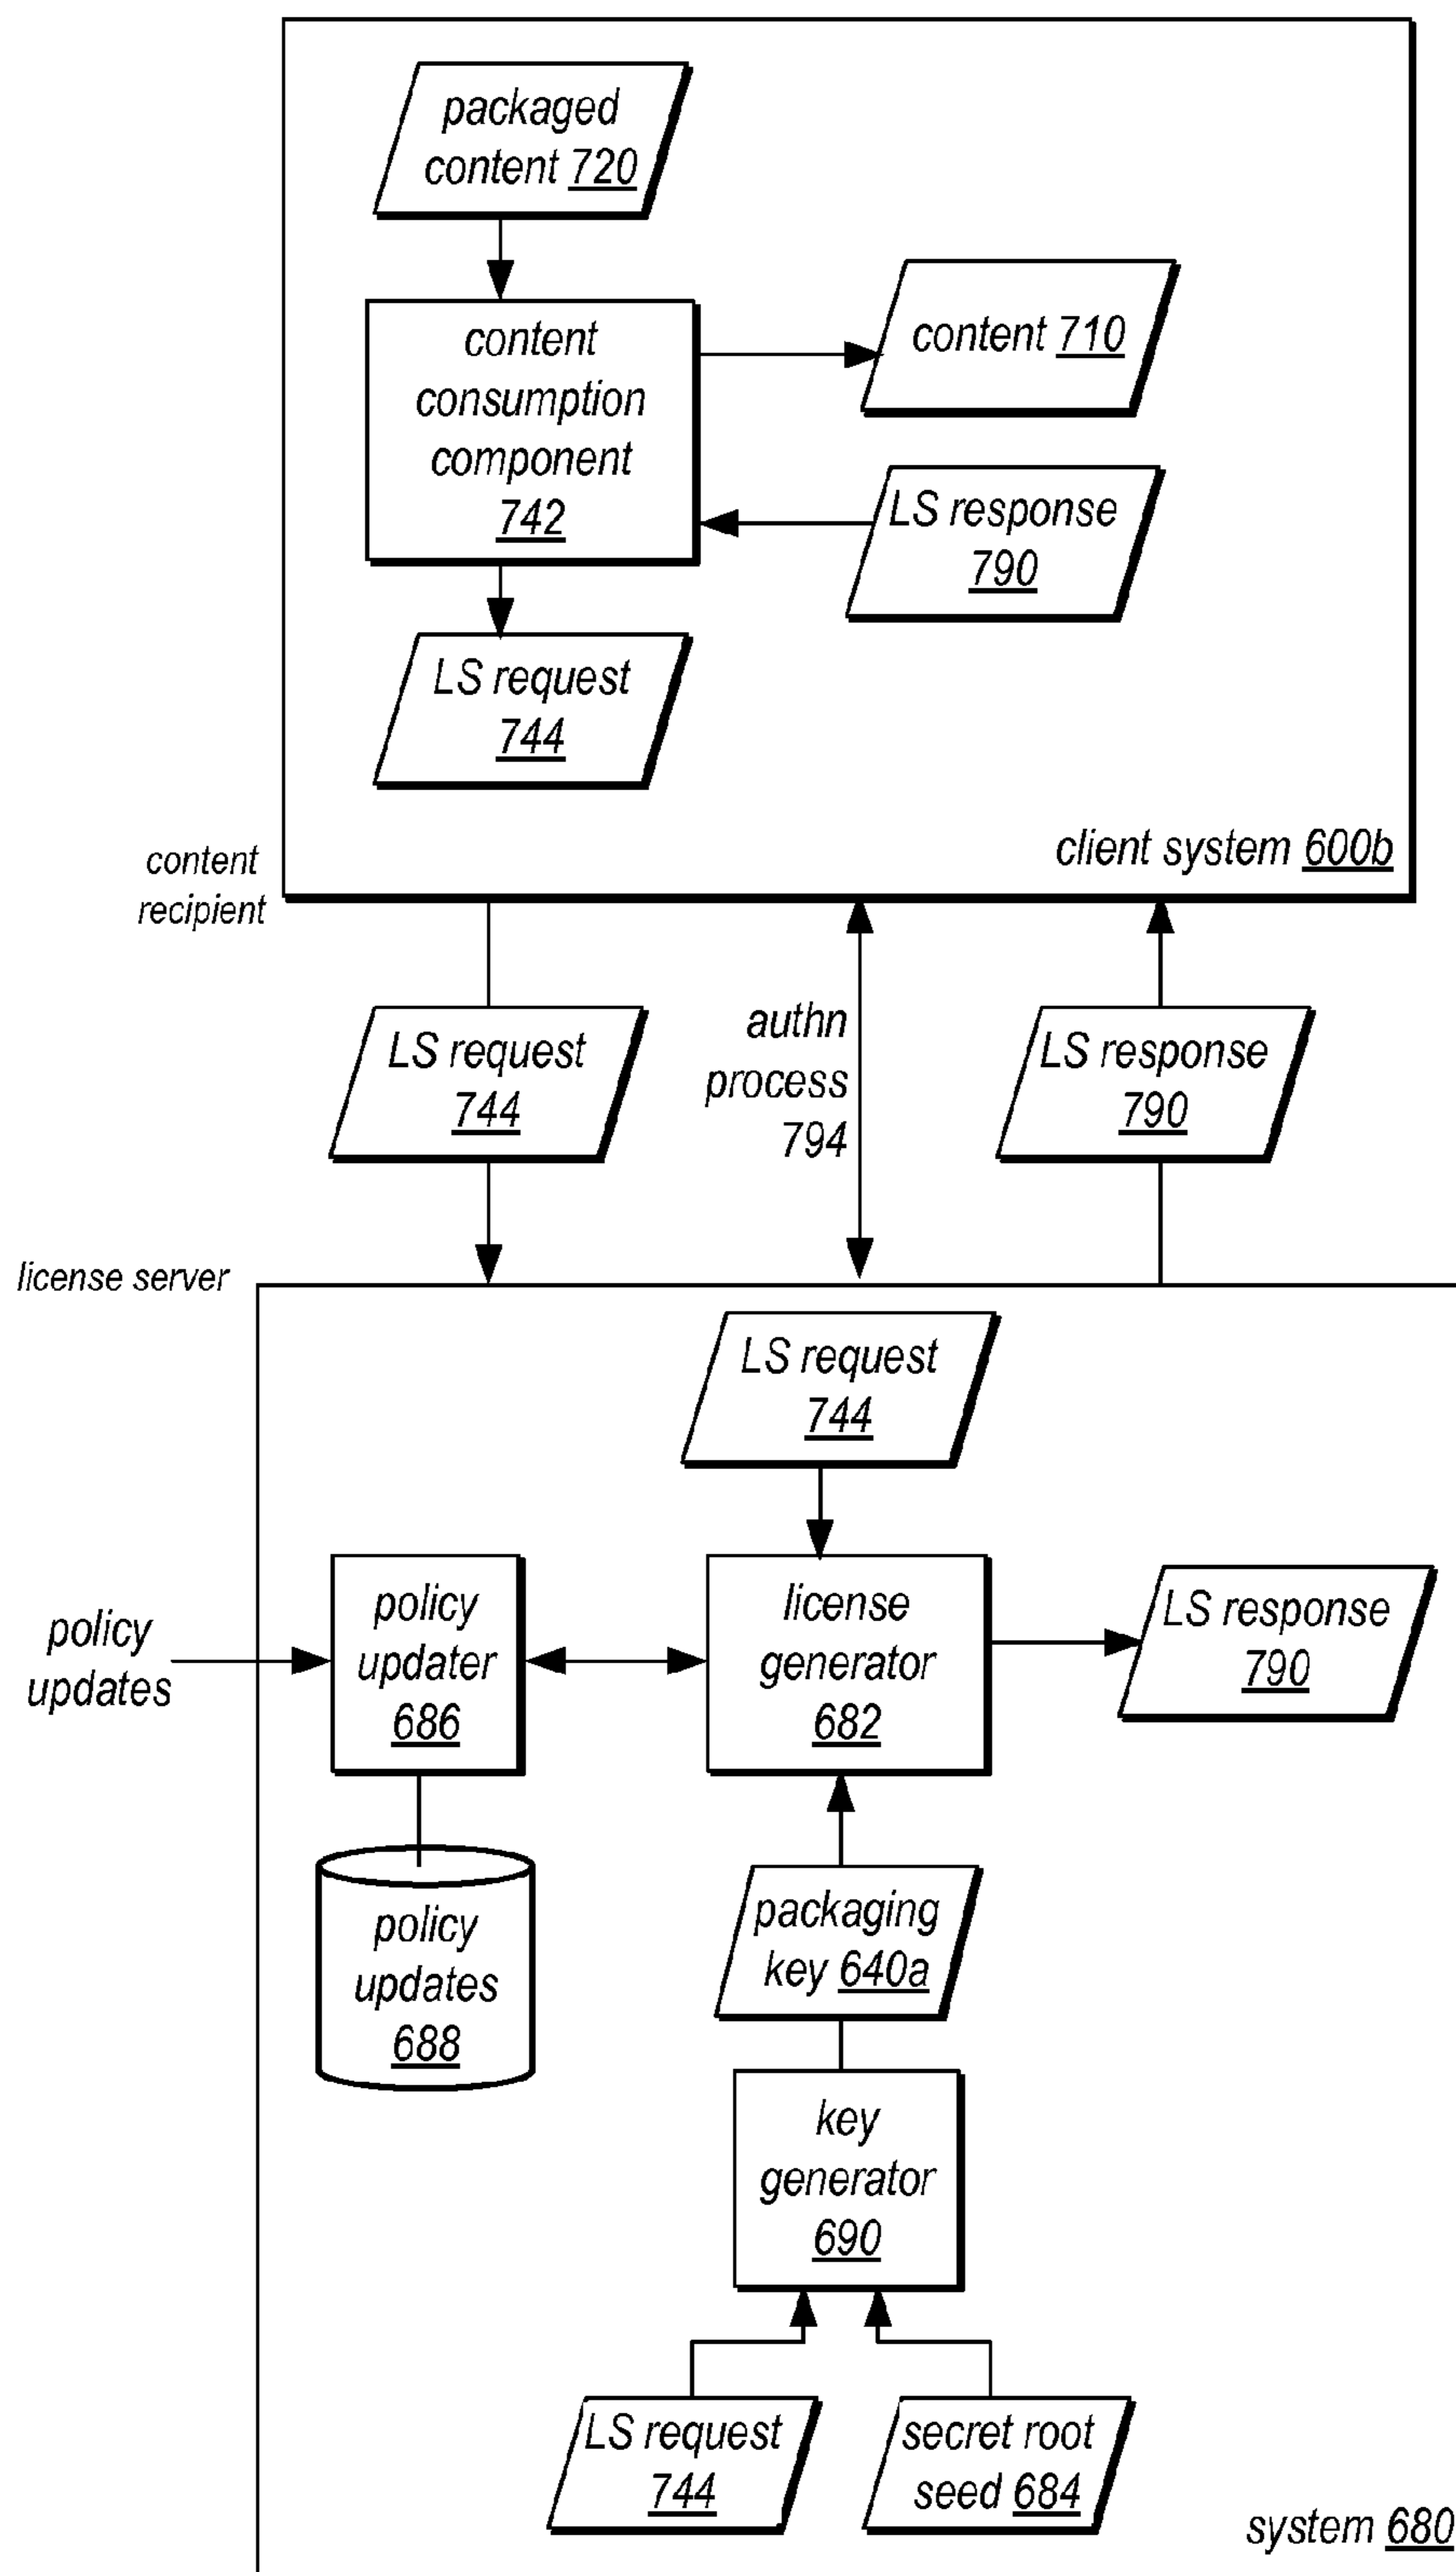 packaged
content 720
content
consumption
component
742
content 710
LS response
790
LS request
744
client system 600b
content
recipient
LS request
744
authn
process
794
LS response
790
license server
LS request
744
policy
updates
policy
updater
686
license
generator
682
LS response
790
policy
updates
688
packaging
key 640a
key
generator
690
LS request
744
secret root
seed 684
system 680